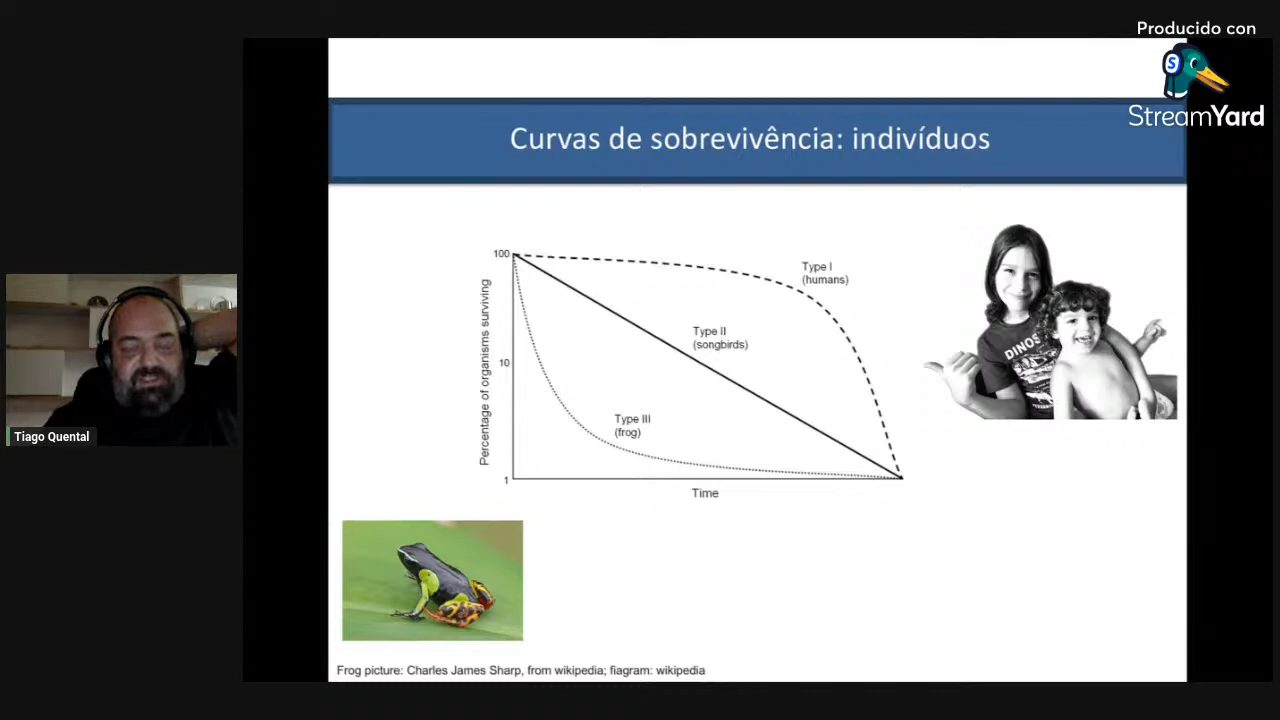 Producido con
StreamYard
Curvas de sobrevivência: indivíduos
100
10
1
Percentage of organisms surviving
Type I
(humans)
Type II
(songbirds)
Type III
(frog)
Time
DINOS
Tiago Quental
Frog picture: Charles James Sharp, from wikipedia; fiagram: wikipedia